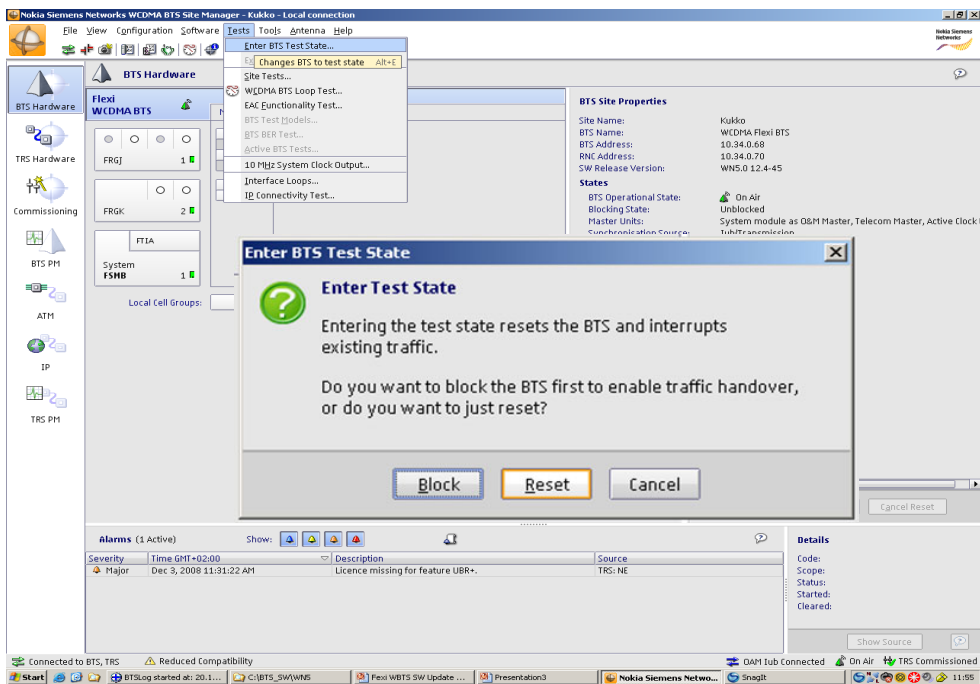 Nokia Siemens Networks WCDMA BTS Site Manager - Kukko - Local connection
File View Configuration Software Tests Tools Antenna Help
Nokia Siemens
Networks
Enter BTS Test State...
Changes BTS to test state Alt+E
Site Tests...
WCDMA BTS Loop Test...
EAC Functionality Test...
BTS Test Models...
BTS BER Test...
Active BTS Tests...
10 MHz System Clock Output...
Interface Loops...
IP Connectivity Test...
BTS Hardware
TRS Hardware
Commissioning
BTS PM
ATM
IP
TRS PM
BTS Hardware
Flexi
WCDMA BTS
FRGJ 1
FRGK 2
FTIA
System
FSMB 1
Local Cell Groups:
BTS Site Properties
Site Name: Kukko
BTS Name: WCDMA Flexi BTS
BTS Address: 10.34.0.68
RNC Address: 10.34.0.70
SW Release Version: WN5.0 12.4-45
States
BTS Operational State: On Air
Blocking State: Unblocked
Master Units: System module as O&M Master, Telecom Master, Active Clock
Synchronisation Source: Iub/Transmission
Enter BTS Test State
Enter Test State
Entering the test state resets the BTS and interrupts
existing traffic.
Do you want to block the BTS first to enable traffic handover,
or do you want to just reset?
Block Reset Cancel
Cancel Reset
Alarms (1 Active) Show:
Severity Time GMT+02:00 Description Source
Major Dec 3, 2008 11:31:22 AM Licence missing for feature UBR+. TRS: NE
Details
Code:
Scope:
Status:
Started:
Cleared:
Show Source
Connected to BTS, TRS Reduced Compatibility OAM Iub Connected On Air TRS Commissioned
Start BTSLog started at: 20.1... C:\BTS_SW\WN5 Fexi WBTS SW Update ... Presentation3 Nokia Siemens Netwo... SnagIt 11:55